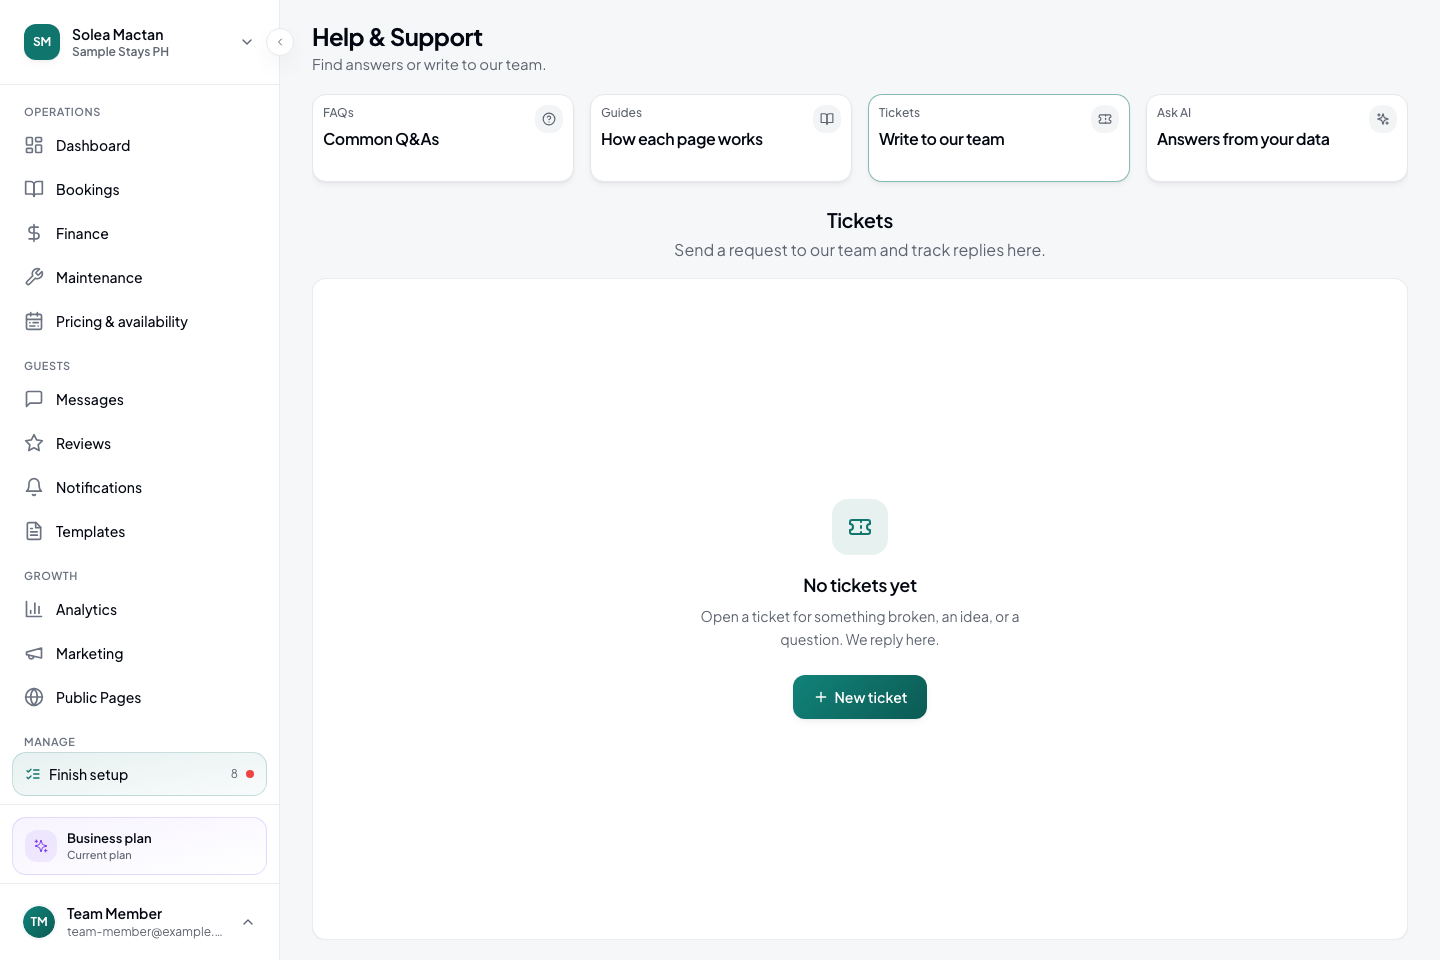 SM
Solea Mactan
Sample Stays PH
OPERATIONS
Dashboard
Bookings
Finance
Maintenance
Pricing & availability
GUESTS
Messages
Reviews
Notifications
Templates
GROWTH
Analytics
Marketing
Public Pages
MANAGE
Finish setup 8
Business plan
Current plan
TM
Team Member
team-member@example....
Help & Support
Find answers or write to our team.
FAQs
Common Q&As
Guides
How each page works
Tickets
Write to our team
Ask AI
Answers from your data
Tickets
Send a request to our team and track replies here.
No tickets yet
Open a ticket for something broken, an idea, or a
question. We reply here.
New ticket